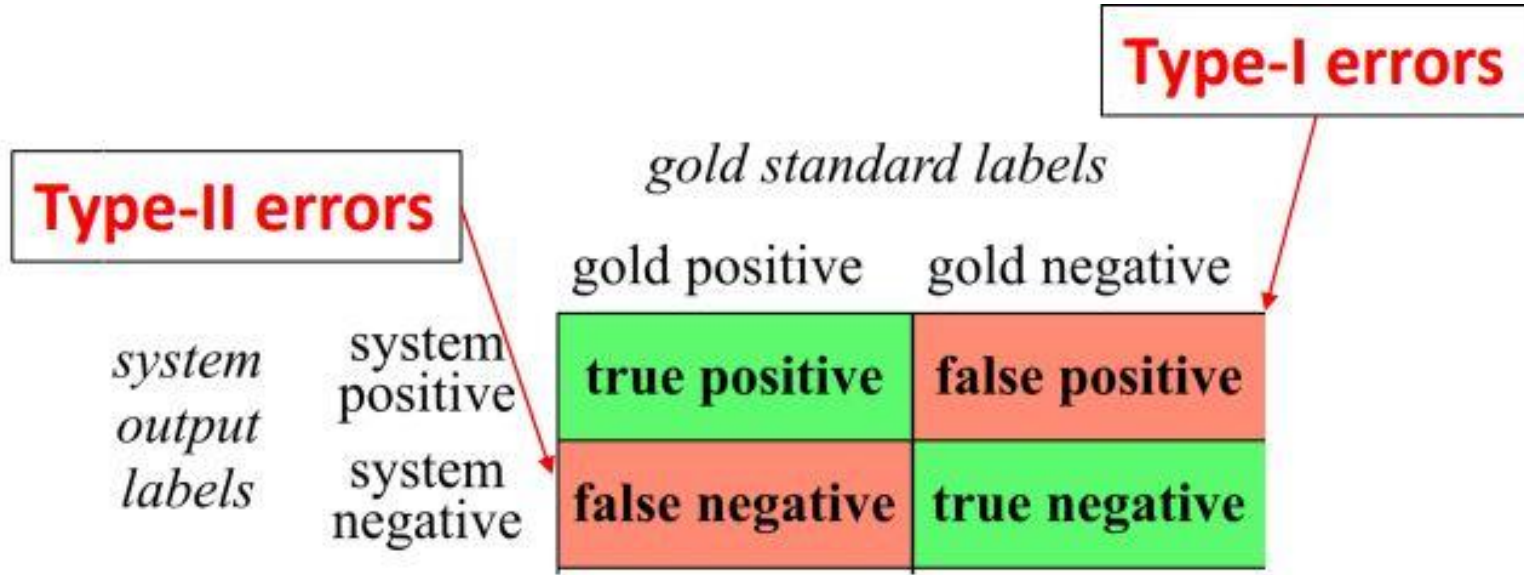 Type-I errors
gold standard labels
Type-II errors
gold positive gold negative
system
positive
true positive false positive
system
output
labels
system
negative
false negative true negative